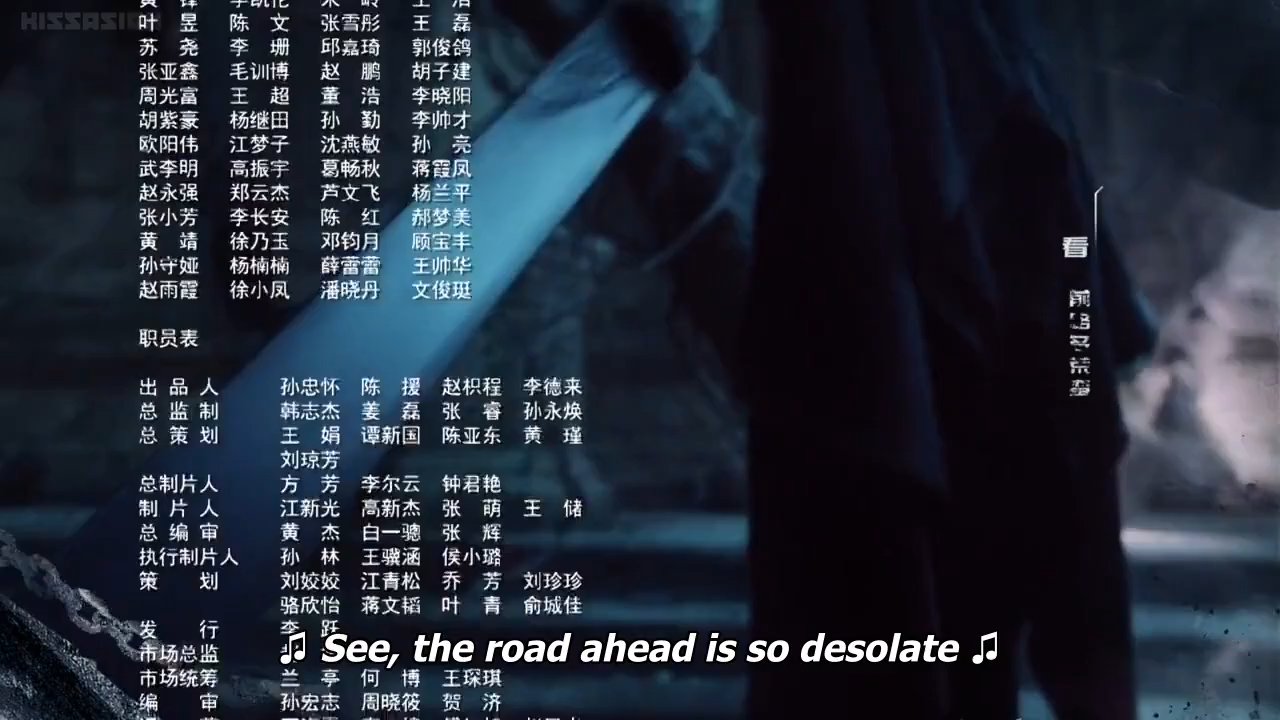 KISSASIAN
叶 昱 陈 文 张雪彤 王 磊
苏 尧 李 珊 邱嘉琦 郭俊鸽
张亚鑫 毛训博 赵 鹏 胡子建
周光富 王 超 董 浩 李晓阳
胡紫豪 杨继田 孙 勤 李帅才
欧阳伟 江梦子 沈燕敏 孙 亮
武李明 高振宇 葛畅秋 蒋霞凤
赵永强 郑云杰 芦文飞 杨兰平
张小芳 李长安 陈 红 郝梦美
黄 靖 徐乃玉 邓钧月 顾宝丰
孙守娅 杨楠楠 薛蕾蕾 王帅华
赵雨霞 徐小凤 潘晓丹 文俊珽
职员表
出品人 孙忠怀 陈 援 赵枳程 李德来
总监制 韩志杰 姜 磊 张 睿 孙永焕
总策划 王 娟 谭新国 陈亚东 黄 瑾
刘琼芳
总制片人 方 芳 李尔云 钟君艳
制片人 江新光 高新杰 张 萌 王 储
总编审 黄 杰 白一骢 张 辉
执行制片人 孙 林 王骥涵 侯小璐
策 划 刘姣姣 江青松 乔 芳 刘珍珍
骆欣怡 蒋文韬 叶 青 俞城佳
发 行 李 跃
市场总监
市场统筹 兰 亭 何 博 王琛琪
编 审 孙宏志 周晓筱 贺 济
看 前路多荒蛮
♫ See, the road ahead is so desolate ♫